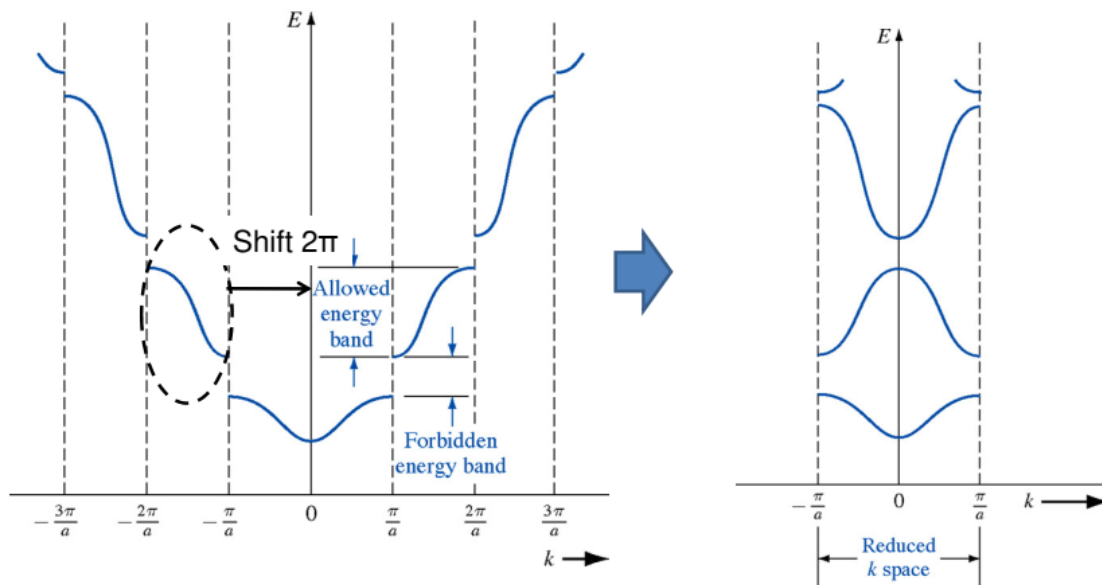 E
Shift 2π
Allowed
energy
band
Forbidden
energy band
-3π/a
-2π/a
-π/a
0
π/a
2π/a
3π/a
k
E
-π/a
0
π/a
k
Reduced
k space